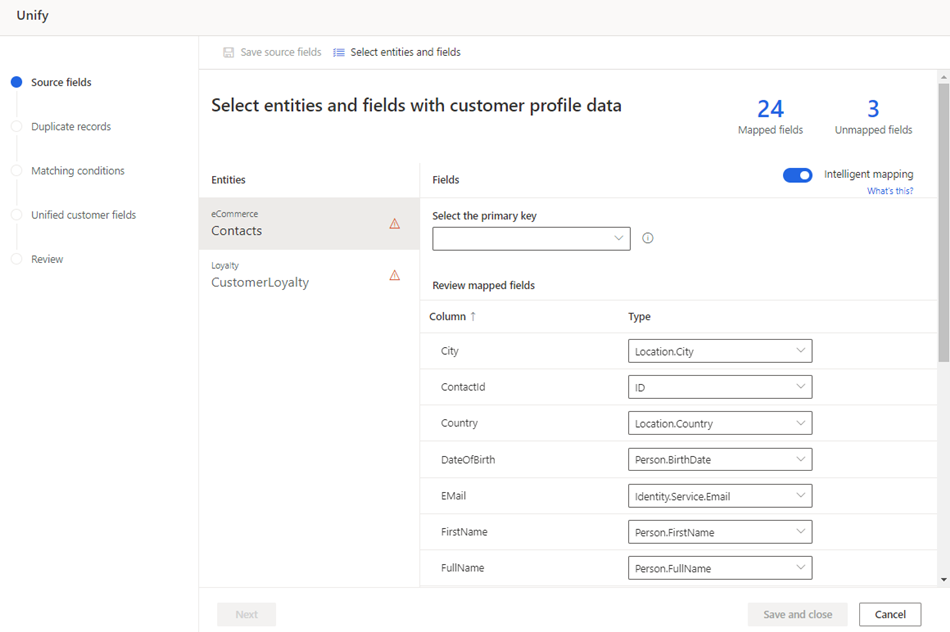 Unify
Save source fields
Select entities and fields
Source fields
Duplicate records
Matching conditions
Unified customer fields
Review
Select entities and fields with customer profile data
24
Mapped fields
3
Unmapped fields
Entities
Fields
Intelligent mapping
What's this?
eCommerce
Contacts
Loyalty
CustomerLoyalty
Select the primary key
Review mapped fields
Column ↑ Type
City Location.City
ContactId ID
Country Location.Country
DateOfBirth Person.BirthDate
EMail Identity.Service.Email
FirstName Person.FirstName
FullName Person.FullName
Next
Save and close
Cancel